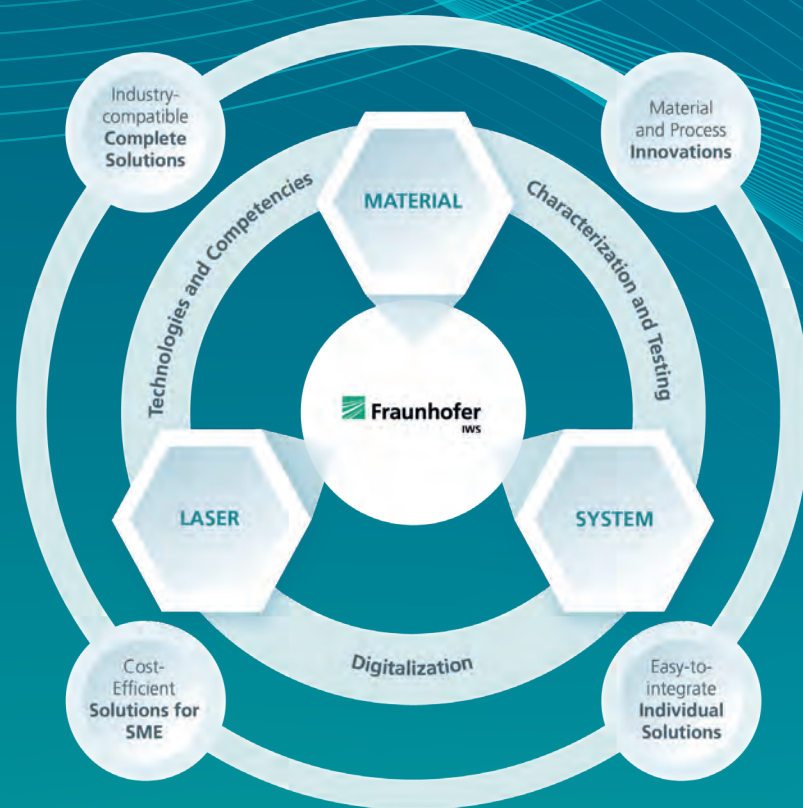 Industry-
compatible
Complete
Solutions
Material
and Process
Innovations
MATERIAL
Technologies and Competencies
Characterization and Testing
Fraunhofer
IWS
LASER
SYSTEM
Digitalization
Cost-
Efficient
Solutions for
SME
Easy-to-
integrate
Individual
Solutions